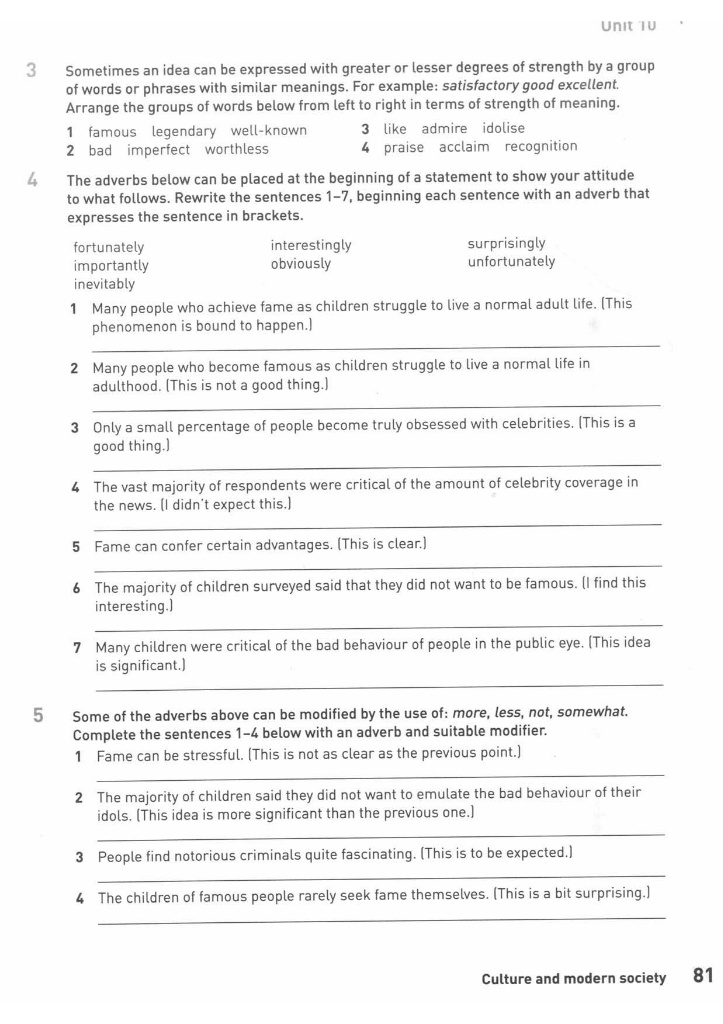 Unit 10
3 Sometimes an idea can be expressed with greater or lesser degrees of strength by a group
of words or phrases with similar meanings. For example: satisfactory good excellent.
Arrange the groups of words below from left to right in terms of strength of meaning.
1 famous legendary well-known 3 like admire idolise
2 bad imperfect worthless 4 praise acclaim recognition
4 The adverbs below can be placed at the beginning of a statement to show your attitude
to what follows. Rewrite the sentences 1–7, beginning each sentence with an adverb that
expresses the sentence in brackets.
fortunately interestingly surprisingly
importantly obviously unfortunately
inevitably
1 Many people who achieve fame as children struggle to live a normal adult life. (This
phenomenon is bound to happen.)
2 Many people who become famous as children struggle to live a normal life in
adulthood. (This is not a good thing.)
3 Only a small percentage of people become truly obsessed with celebrities. (This is a
good thing.)
4 The vast majority of respondents were critical of the amount of celebrity coverage in
the news. (I didn't expect this.)
5 Fame can confer certain advantages. (This is clear.)
6 The majority of children surveyed said that they did not want to be famous. (I find this
interesting.)
7 Many children were critical of the bad behaviour of people in the public eye. (This idea
is significant.)
5 Some of the adverbs above can be modified by the use of: more, less, not, somewhat.
Complete the sentences 1–4 below with an adverb and suitable modifier.
1 Fame can be stressful. (This is not as clear as the previous point.)
2 The majority of children said they did not want to emulate the bad behaviour of their
idols. (This idea is more significant than the previous one.)
3 People find notorious criminals quite fascinating. (This is to be expected.)
4 The children of famous people rarely seek fame themselves. (This is a bit surprising.)
Culture and modern society 81